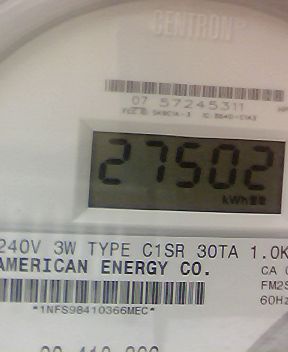 CENTRON®
07 57245311
27502
kWh
240V 3W TYPE C1SR 30TA 1.0K
AMERICAN ENERGY CO.
CA
FM2S
60Hz
*1NFS98410366MEC*